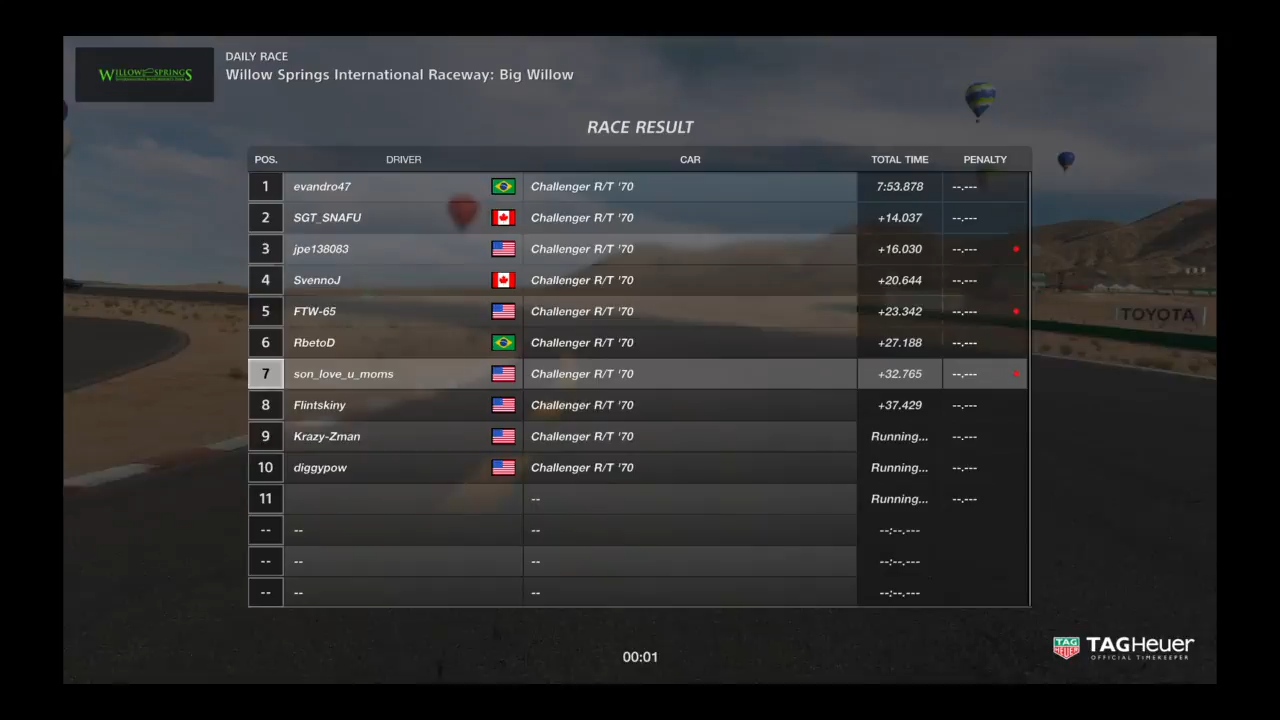 WILLOW SPRINGS
DAILY RACE
Willow Springs International Raceway: Big Willow
RACE RESULT
POS. DRIVER CAR TOTAL TIME PENALTY
1 evandro47 Challenger R/T '70 7:53.878 --.---
2 SGT_SNAFU Challenger R/T '70 +14.037 --.---
3 jpe138083 Challenger R/T '70 +16.030 --.---
4 SvennoJ Challenger R/T '70 +20.644 --.---
5 FTW-65 Challenger R/T '70 +23.342 --.---
6 RbetoD Challenger R/T '70 +27.188 --.---
7 son_love_u_moms Challenger R/T '70 +32.765 --.---
8 Flintskiny Challenger R/T '70 +37.429 --.---
9 Krazy-Zman Challenger R/T '70 Running... --.---
10 diggypow Challenger R/T '70 Running... --.---
11 -- Running... --.---
-- -- -- --:--.---
-- -- -- --:--.---
-- -- -- --:--.---
TOYOTA
00:01
TAG HEUER TAGHeuer
OFFICIAL TIMEKEEPER